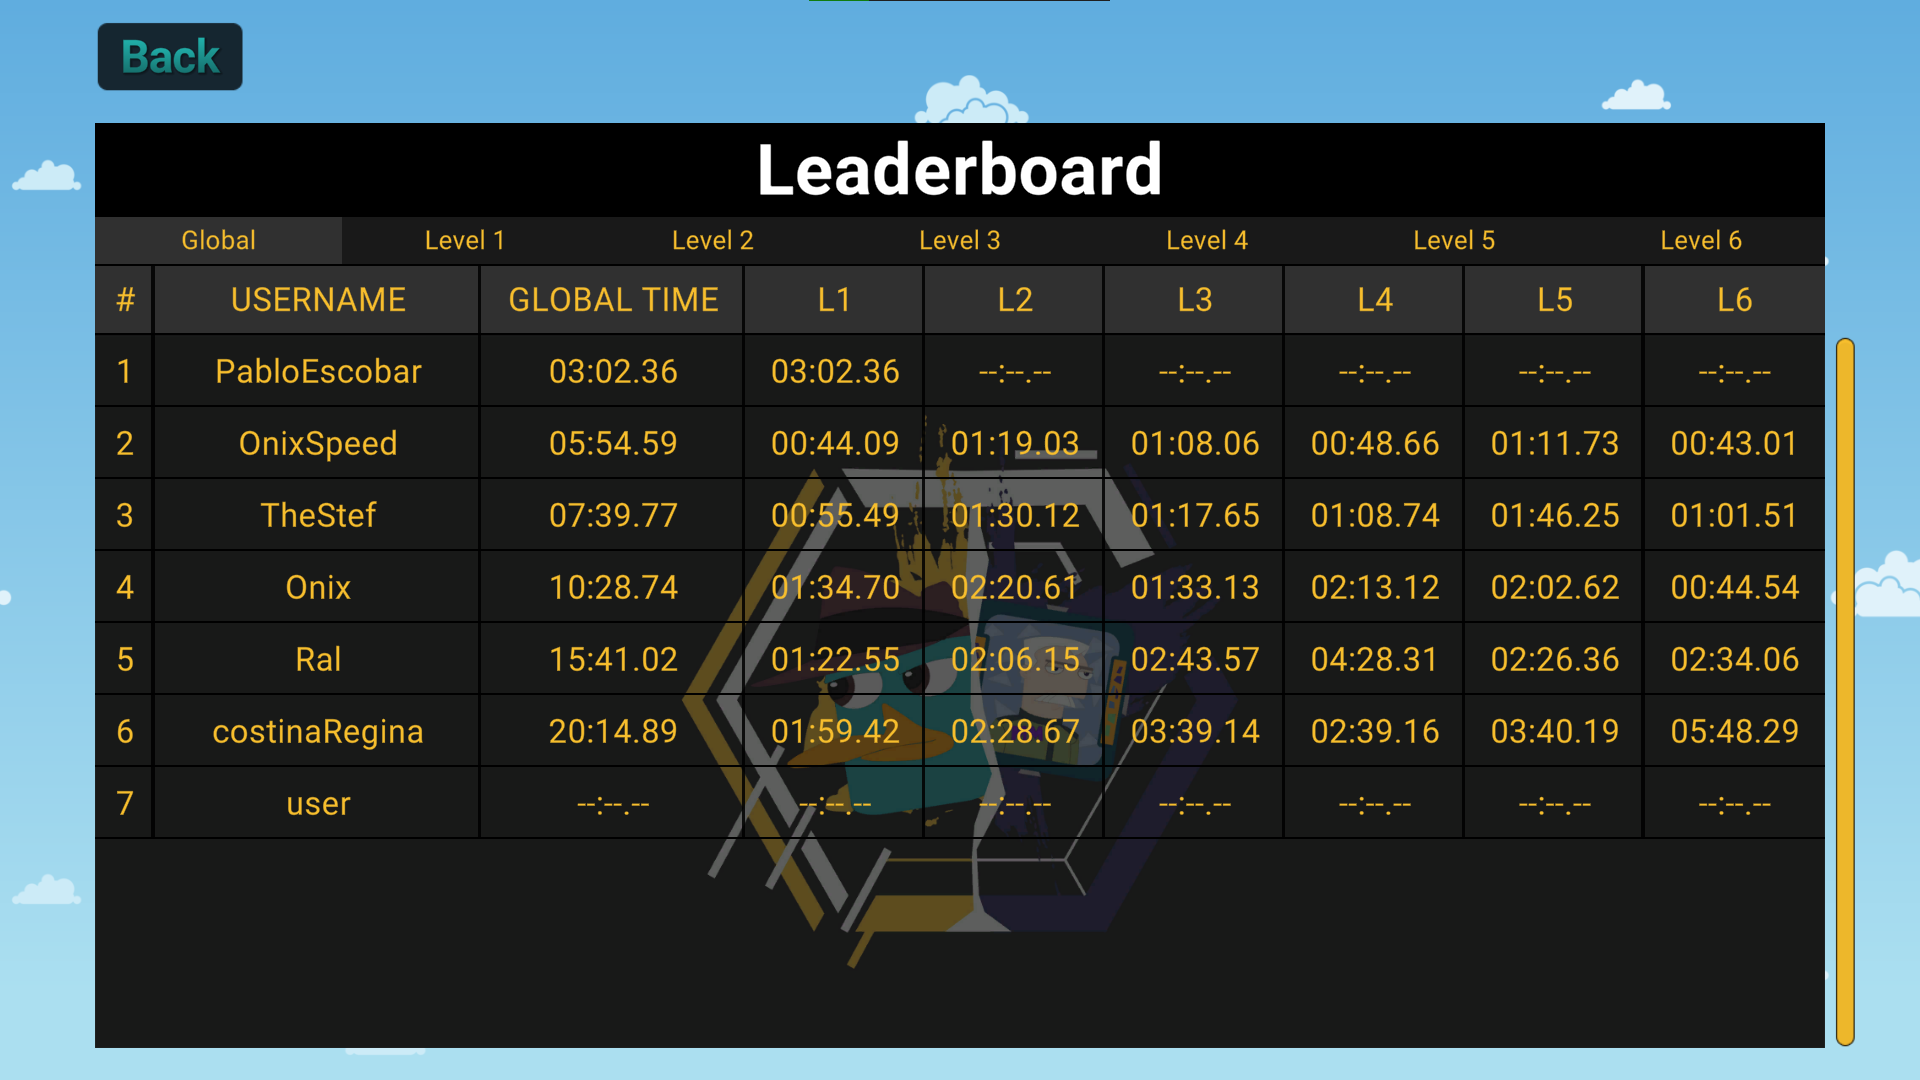 Back
Leaderboard
Global Level 1 Level 2 Level 3 Level 4 Level 5 Level 6
# USERNAME GLOBAL TIME L1 L2 L3 L4 L5 L6
1 PabloEscobar 03:02.36 03:02.36 --:--.-- --:--.-- --:--.-- --:--.-- --:--.--
2 OnixSpeed 05:54.59 00:44.09 01:19.03 01:08.06 00:48.66 01:11.73 00:43.01
3 TheStef 07:39.77 00:55.49 01:30.12 01:17.65 01:08.74 01:46.25 01:01.51
4 Onix 10:28.74 01:34.70 02:20.61 01:33.13 02:13.12 02:02.62 00:44.54
5 Ral 15:41.02 01:22.55 02:06.15 02:43.57 04:28.31 02:26.36 02:34.06
6 costinaRegina 20:14.89 01:59.42 02:28.67 03:39.14 02:39.16 03:40.19 05:48.29
7 user --:--.-- --:--.-- --:--.-- --:--.-- --:--.-- --:--.-- --:--.--